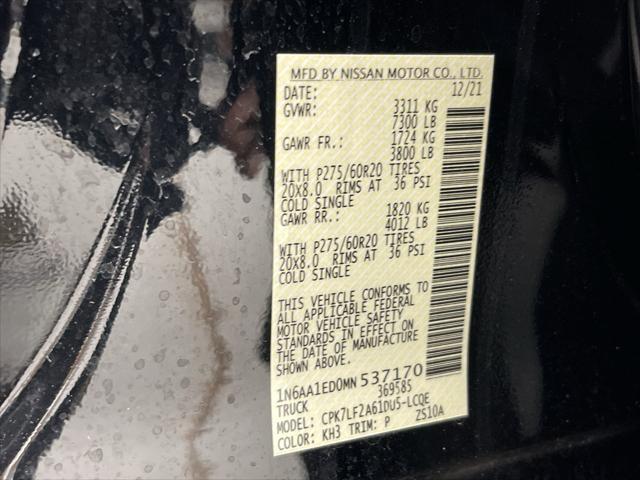 MFD BY NISSAN MOTOR CO., LTD.
DATE: 12/21
GVWR: 3311 KG
7300 LB
GAWR FR.: 1724 KG
3800 LB
WITH P275/60R20 TIRES
20X8.0 RIMS AT 36 PSI
COLD SINGLE
GAWR RR.: 1820 KG
4012 LB
WITH P275/60R20 TIRES
20X8.0 RIMS AT 36 PSI
COLD SINGLE
THIS VEHICLE CONFORMS TO
ALL APPLICABLE FEDERAL
MOTOR VEHICLE SAFETY
STANDARDS IN EFFECT ON
THE DATE OF MANUFACTURE
SHOWN ABOVE.
1N6AA1ED0MN537170
TRUCK 369585
MODEL: CPK7LF2A61DU5-LCQE
COLOR: KH3 TRIM: P ZS10A